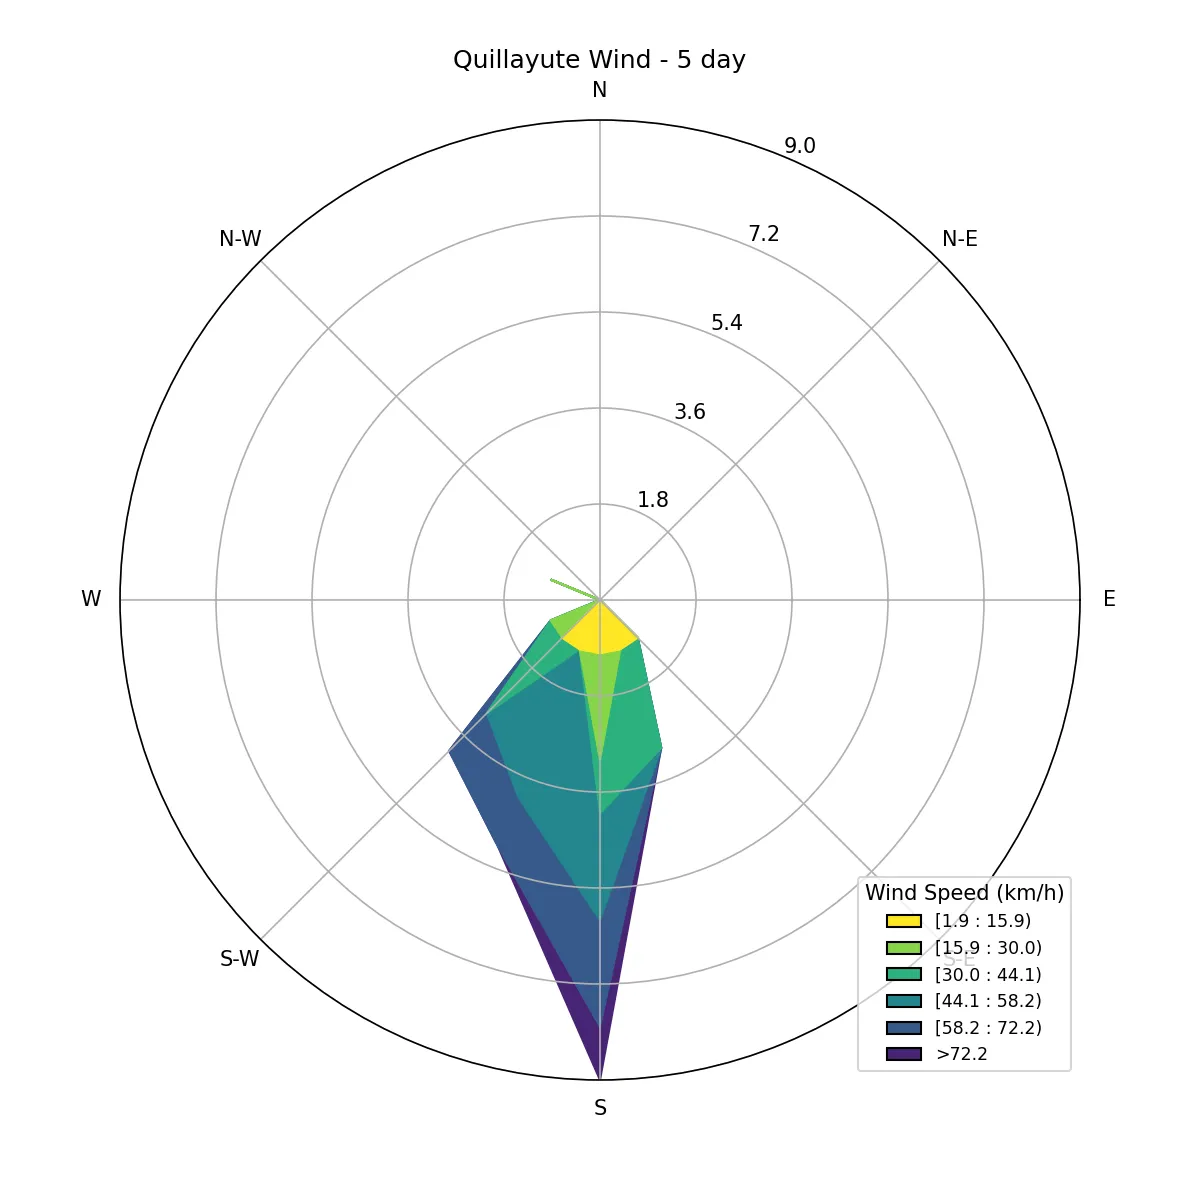 Quillayute Wind - 5 day
N
9.0
N-W
N-E
7.2
5.4
3.6
1.8
W
E
S-W
S-E
S
Wind Speed (km/h)
[1.9 : 15.9)
[15.9 : 30.0)
[30.0 : 44.1)
[44.1 : 58.2)
[58.2 : 72.2)
>72.2